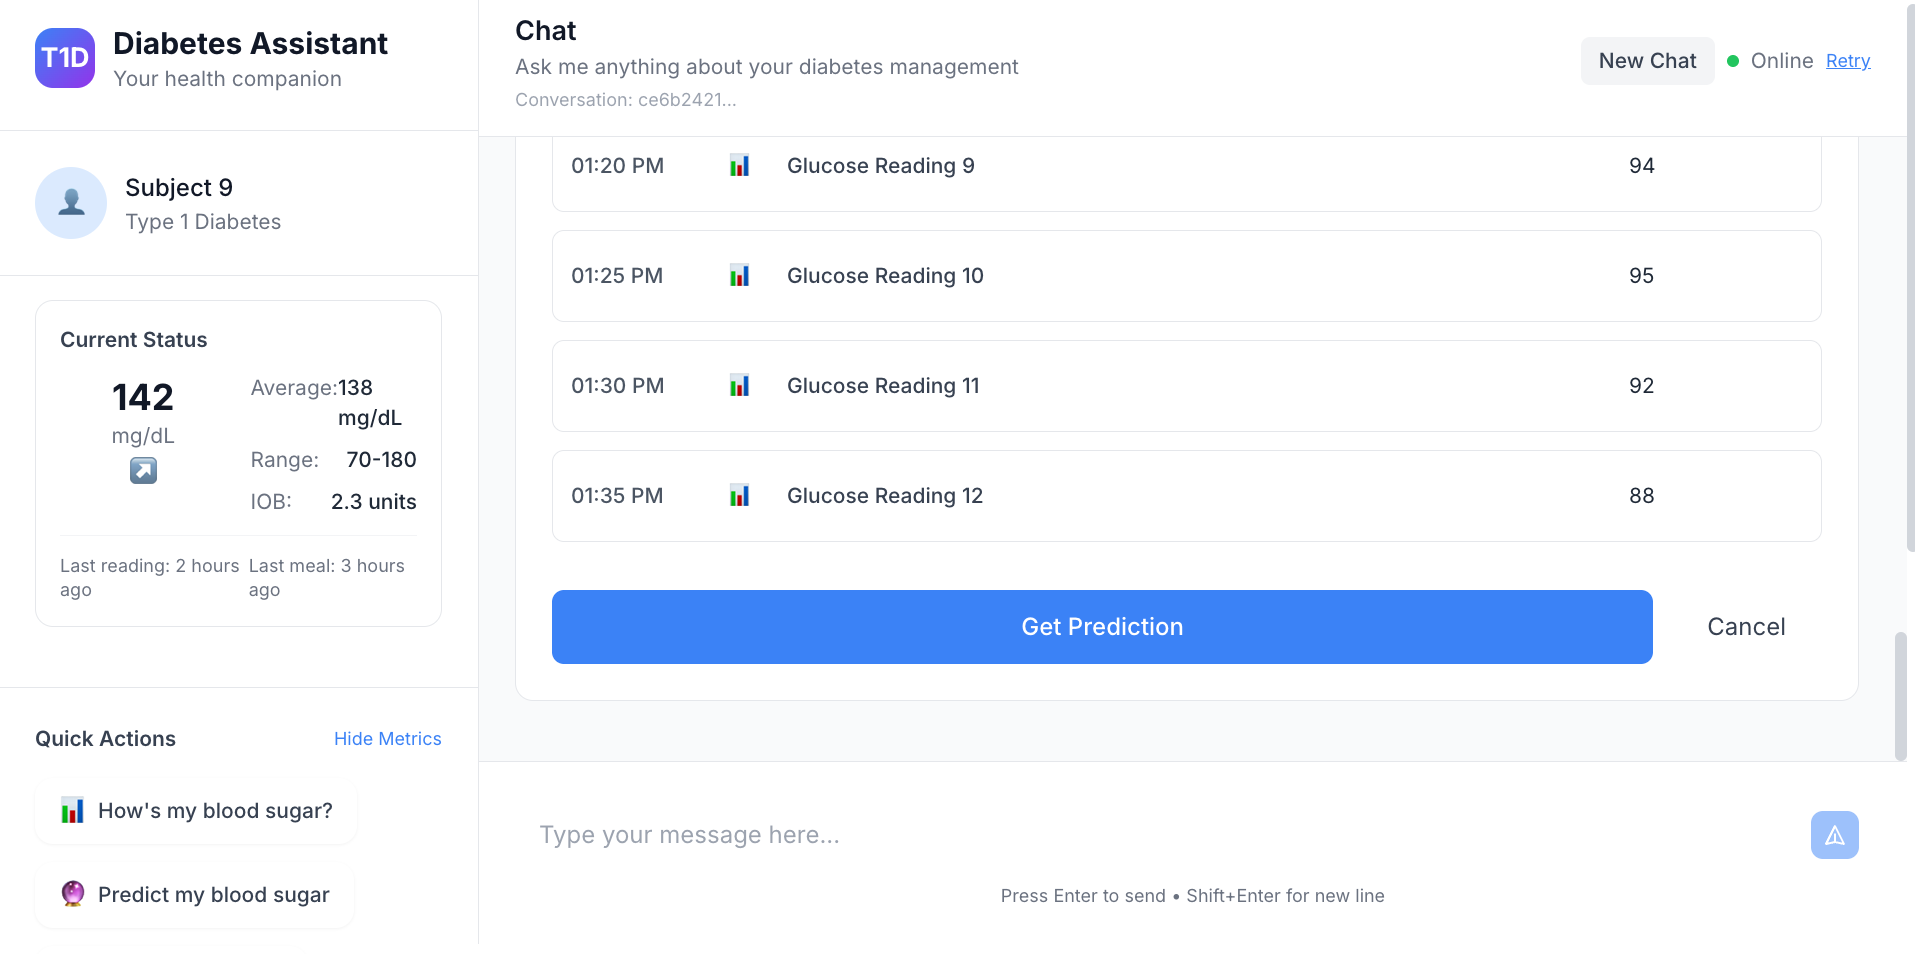 T1D
Diabetes Assistant
Your health companion
Subject 9
Type 1 Diabetes
Current Status
142
mg/dL
Average: 138 mg/dL
Range: 70-180
IOB: 2.3 units
Last reading: 2 hours ago
Last meal: 3 hours ago
Quick Actions
Hide Metrics
How's my blood sugar?
Predict my blood sugar
Chat
Ask me anything about your diabetes management
Conversation: ce6b2421...
New Chat
Online
Retry
01:20 PM Glucose Reading 9 94
01:25 PM Glucose Reading 10 95
01:30 PM Glucose Reading 11 92
01:35 PM Glucose Reading 12 88
Get Prediction
Cancel
Type your message here...
Press Enter to send • Shift+Enter for new line